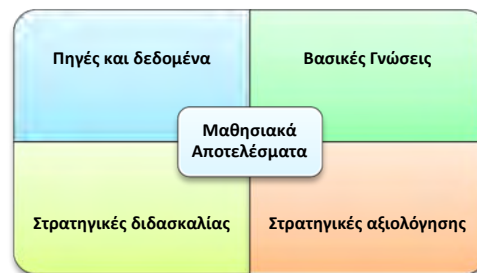 Πηγές και δεδομένα
Βασικές Γνώσεις
Μαθησιακά
Αποτελέσματα
Στρατηγικές διδασκαλίας
Στρατηγικές αξιολόγησης